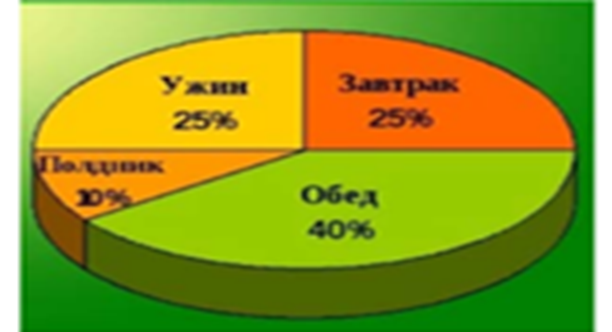 Ужин
25%
Завтрак
25%
Полдник
10%
Обед
40%